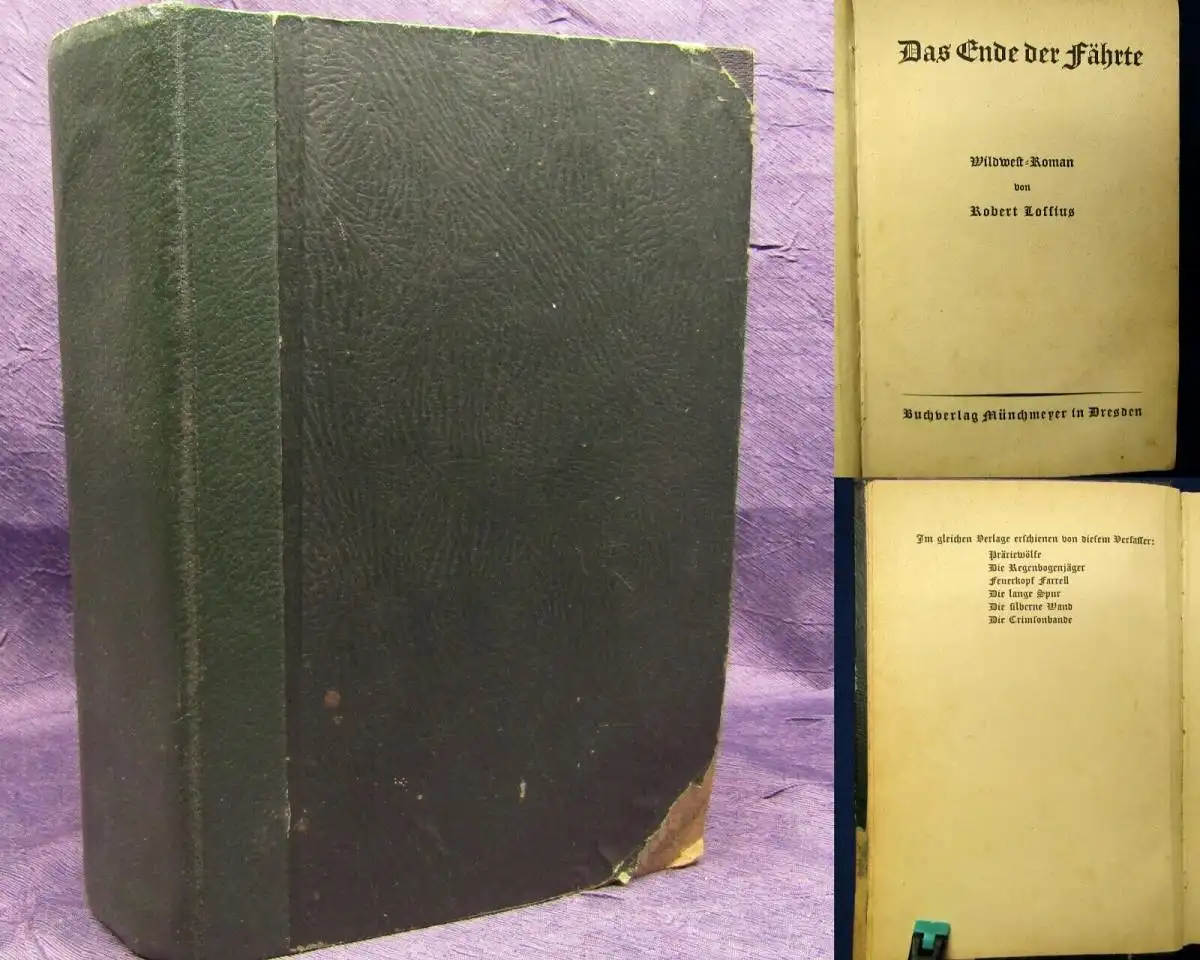 Das Ende der Fährte
Wildwest-Roman
von
Robert Lossius
Buchverlag Münchmeyer in Dresden
Im gleichen Verlage erschienen von diesem Verfasser:
Präriewölfe
Die Regenbogenjäger
Feuerkopf Farrell
Die lange Spur
Die silberne Wand
Die Crimsonbande